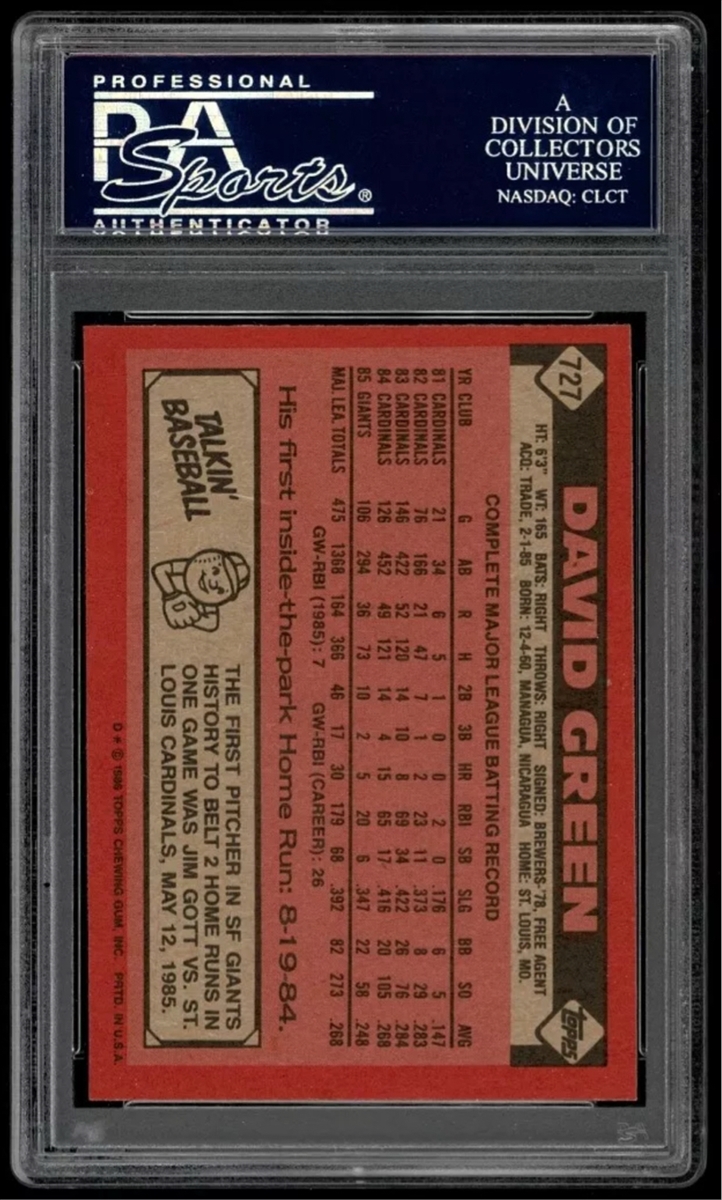 PROFESSIONAL
PSA
Sports®
AUTHENTICATOR
A
DIVISION OF
COLLECTORS
UNIVERSE
NASDAQ: CLCT
727
DAVID GREEN
topps
HT: 6'3" WT: 165 BATS: RIGHT THROWS: RIGHT SIGNED: BREWERS-'78, FREE AGENT
ACQ: TRADE, 2-1-85 BORN: 12-4-60, MANAGUA, NICARAGUA HOME: ST. LOUIS, MO.
COMPLETE MAJOR LEAGUE BATTING RECORD
YR CLUB G AB R H 2B 3B HR RBI SB SLG BB SO AVG
81 CARDINALS 21 34 6 5 1 0 0 2 0 .176 6 5 .147
82 CARDINALS 76 166 21 47 7 1 2 23 11 .373 8 29 .283
83 CARDINALS 146 422 52 120 14 10 8 69 34 .422 26 76 .284
84 CARDINALS 126 452 49 121 14 4 15 65 17 .416 20 105 .268
85 GIANTS 106 294 36 73 10 2 5 20 6 .347 22 58 .248
MAJ. LEA. TOTALS 475 1368 164 366 46 17 30 179 68 .392 82 273 .268
GW-RBI (1985): 7 GW-RBI (CAREER): 26
His first inside-the-park Home Run: 8-19-84.
TALKIN'
BASEBALL
THE FIRST PITCHER IN SF GIANTS
HISTORY TO BELT 2 HOME RUNS IN
ONE GAME WAS JIM GOTT VS. ST.
LOUIS CARDINALS, MAY 12, 1985.
D * © 1986 TOPPS CHEWING GUM, INC. PRTD. IN U.S.A.